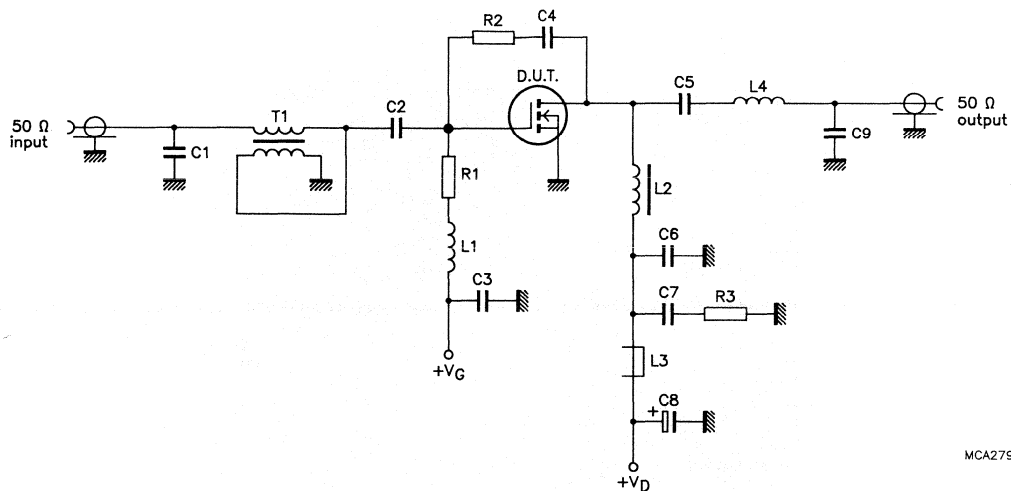 R2
C4
D.U.T.
C5
L4
50 Ω
input
T1
C2
50 Ω
output
C1
C9
R1
L2
L1
C6
C3
C7
R3
+VG
L3
+
C8
+VD
MCA279